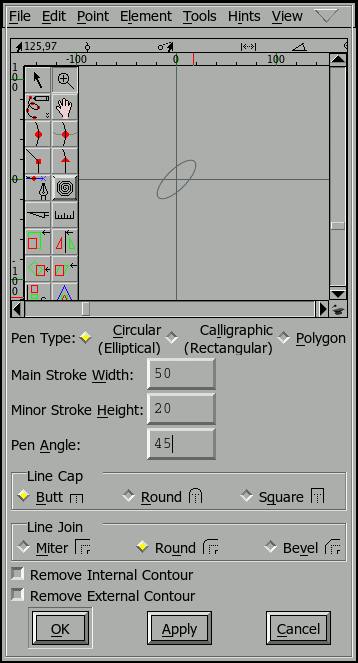 File Edit Point Element Tools Hints View
125,97
-100 0 100
100
0
-100
Pen Type: Circular (Elliptical) Calligraphic (Rectangular) Polygon
Main Stroke Width: 50
Minor Stroke Height: 20
Pen Angle: 45
Line Cap
Butt Round Square
Line Join
Miter Round Bevel
Remove Internal Contour
Remove External Contour
OK Apply Cancel